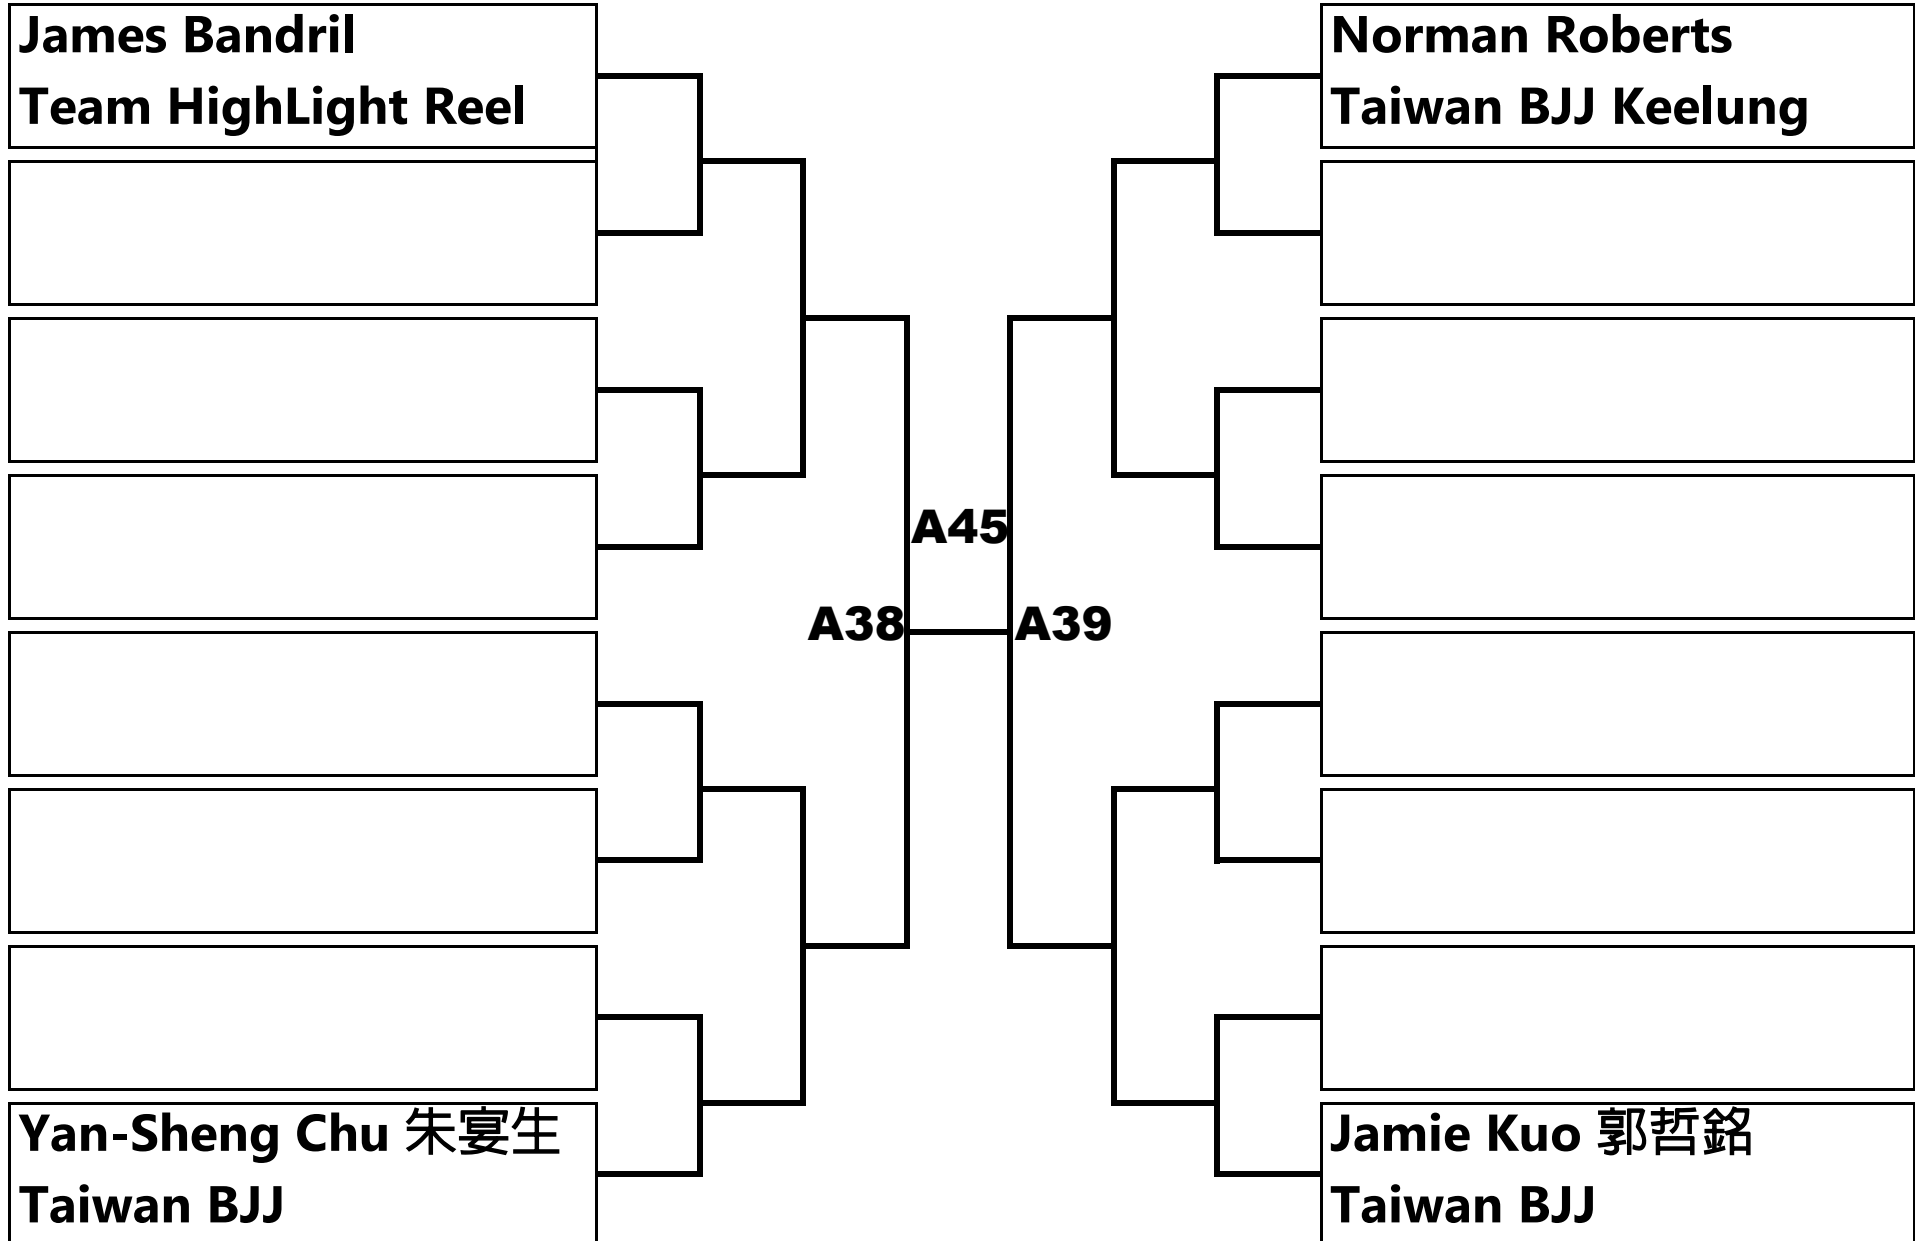 James Bandril
Team HighLight Reel
Norman Roberts
Taiwan BJJ Keelung
A45
A38
A39
Yan-Sheng Chu 朱宴生
Taiwan BJJ
Jamie Kuo 郭哲銘
Taiwan BJJ